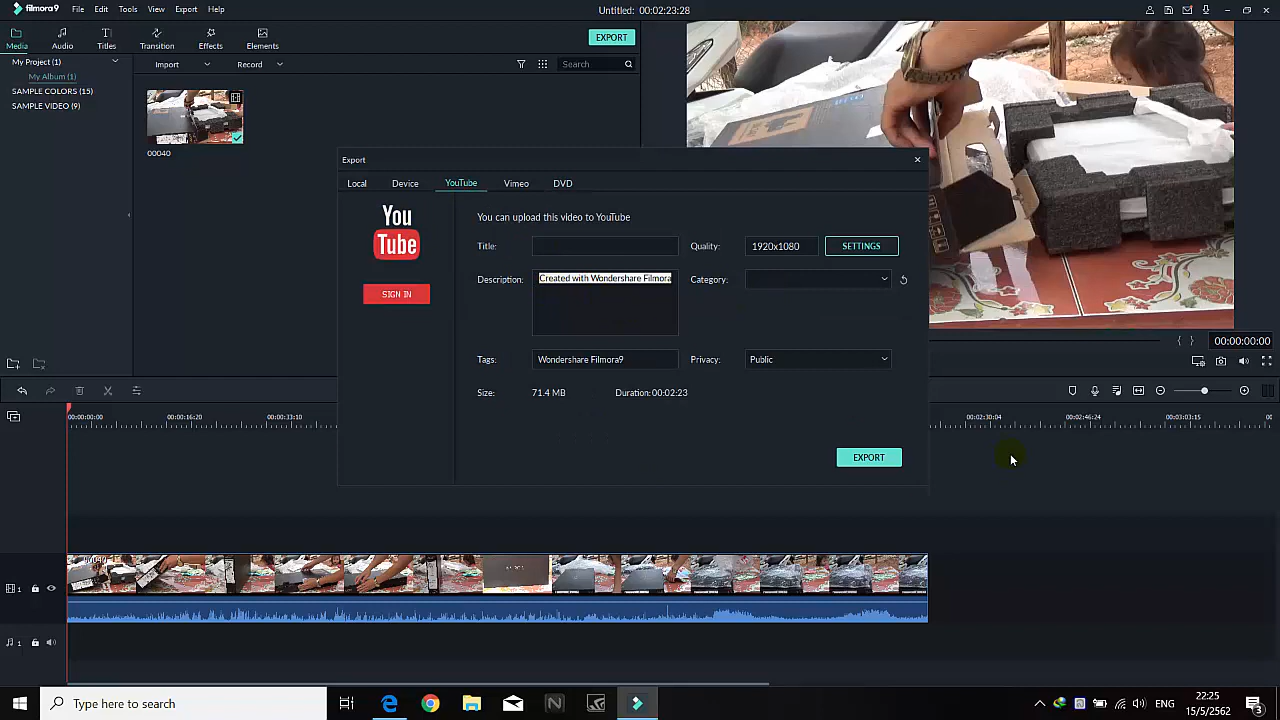 filmora9
File Edit Tools View Export Help
Untitled: 00:02:23:28
Media Audio Titles Transition Effects Elements
EXPORT
My Project (1)
Import Record Search
My Album (1)
SAMPLE COLORS (15)
SAMPLE VIDEO (9)
00040
Export
Local Device YouTube Vimeo DVD
You
Tube
SIGN IN
You can upload this video to YouTube
Title: Quality: 1920x1080 SETTINGS
Description: Created with Wondershare Filmora Category:
Tags: Wondershare Filmora9 Privacy: Public
Size: 71.4 MB Duration:00:02:23
EXPORT
00:00:00:00
00:00:00:00 00:00:16:20 00:00:33:10 00:02:30:04 00:02:46:24 00:03:03:15 00
1
1
Type here to search
ENG
22:25
15/5/2562
3